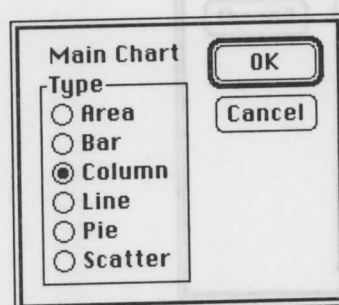 Main Chart
Type
Area
Bar
Column
Line
Pie
Scatter
OK
Cancel